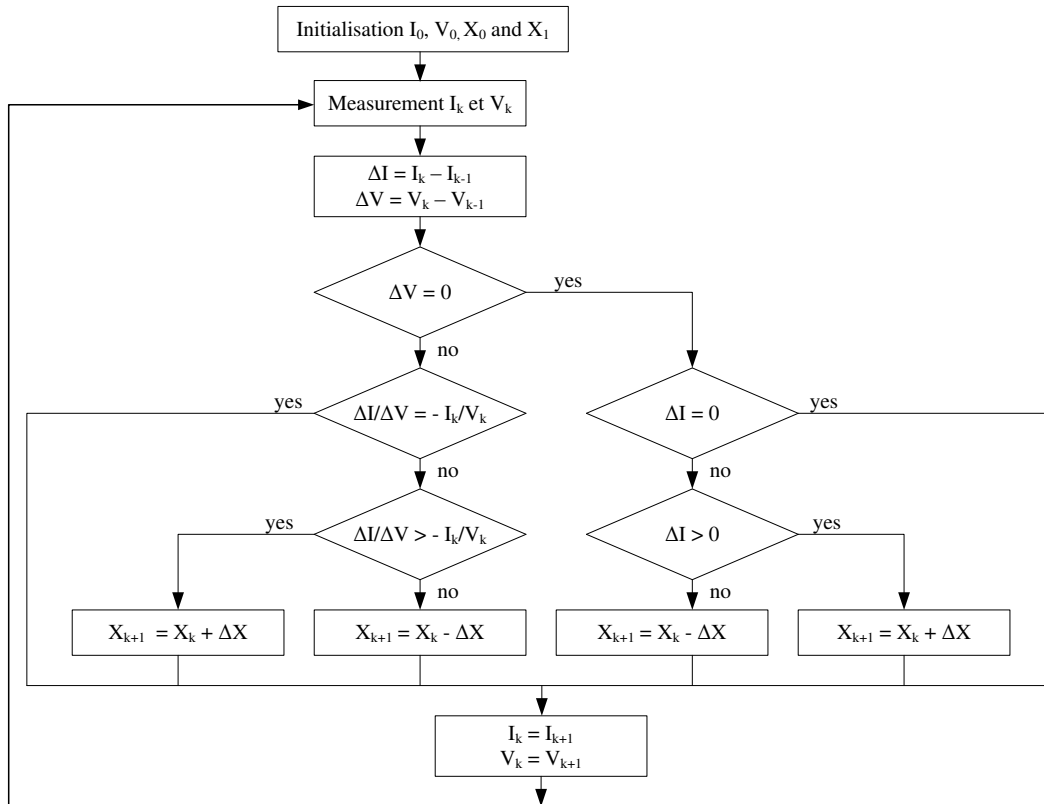 Initialisation I₀, V₀, X₀ and X₁
Measurement Iₖ et Vₖ
ΔI = Iₖ – Iₖ₋₁
ΔV = Vₖ – Vₖ₋₁
ΔV = 0
yes
no
yes
ΔI/ΔV = - Iₖ/Vₖ
ΔI = 0
yes
no
no
yes
ΔI/ΔV > - Iₖ/Vₖ
ΔI > 0
yes
no
no
Xₖ₊₁ = Xₖ + ΔX
Xₖ₊₁ = Xₖ - ΔX
Xₖ₊₁ = Xₖ - ΔX
Xₖ₊₁ = Xₖ + ΔX
Iₖ = Iₖ₊₁
Vₖ = Vₖ₊₁